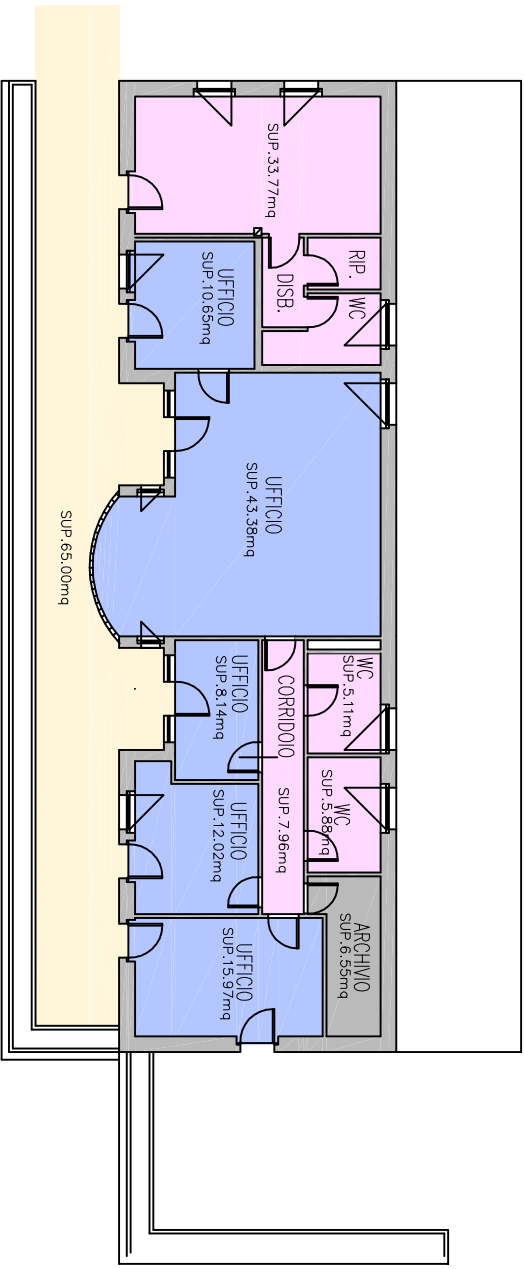 SUP.33.77mq
RIP.
WC
DISB.
UFFICIO
SUP.10.65mq
UFFICIO
SUP.43.38mq
SUP.65.00mq
WC
SUP.5.11mq
CORRIDOIO
SUP.7.96mq
UFFICIO
SUP.8.14mq
WC
SUP.5.88mq
UFFICIO
SUP.12.02mq
ARCHIVIO
SUP.6.55mq
UFFICIO
SUP.15.97mq